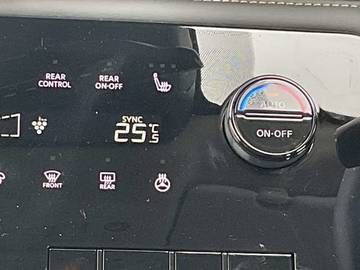 REAR
CONTROL
REAR
ON·OFF
SYNC
25°C
5
AUTO
ON·OFF
FRONT
REAR